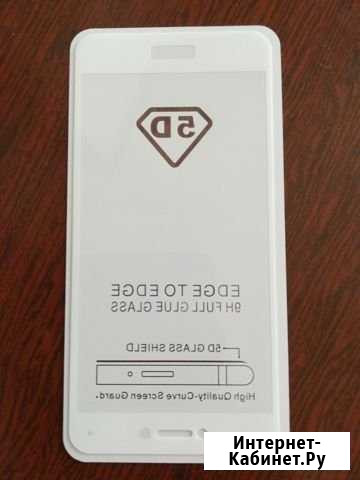 5D
EDGE TO EDGE
9H FULL GLUE GLASS
5D GLASS SHIELD
High Quality-Curve Screen Guard.
Интернет-
Кабинет.Ру